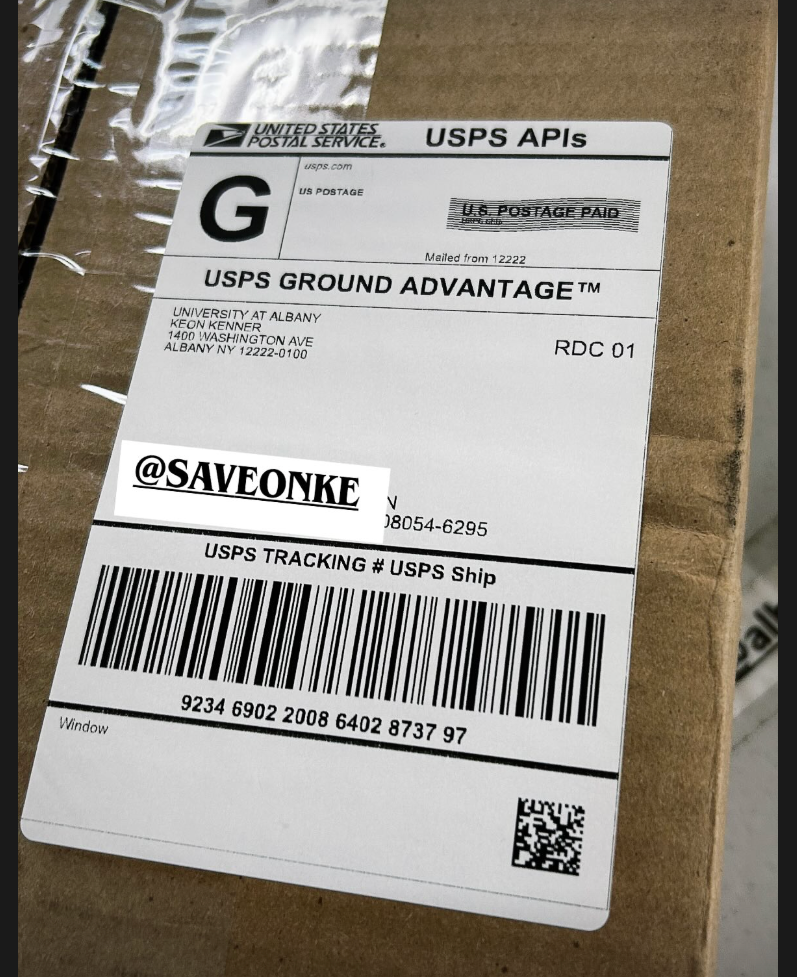 UNITED STATES
POSTAL SERVICE®
USPS APIs
usps.com
US POSTAGE
G
U.S. POSTAGE PAID
USPS Ship
Mailed from 12222
USPS GROUND ADVANTAGE™
UNIVERSITY AT ALBANY
KEON KENNER
1400 WASHINGTON AVE
ALBANY NY 12222-0100
RDC 01
@SAVEONKE
N
08054-6295
USPS TRACKING # USPS Ship
9234 6902 2008 6402 8737 97
Window